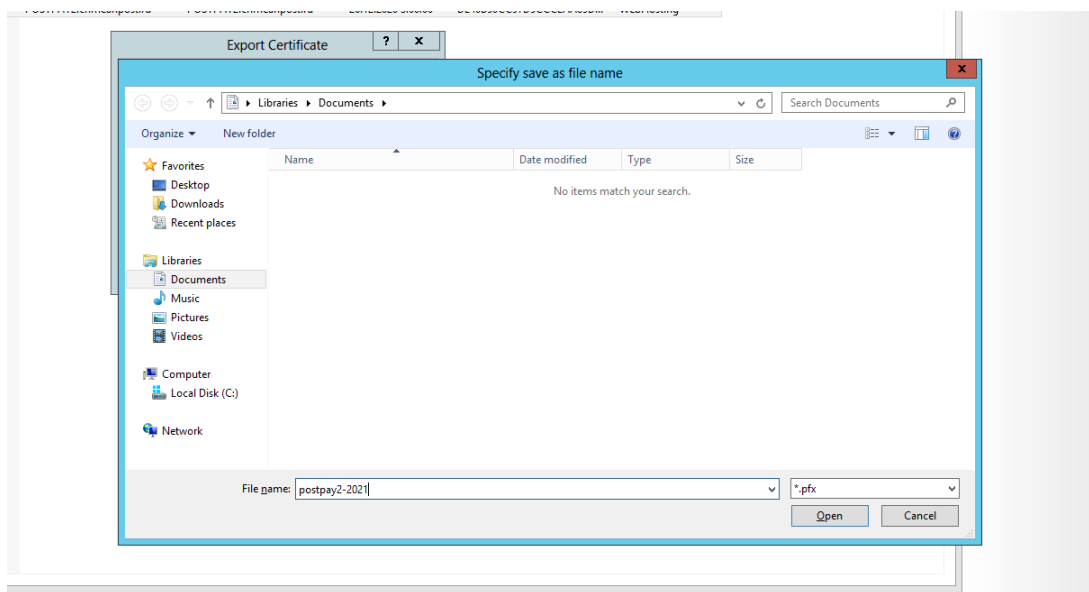 Export Certificate ? x
Specify save as file name x
Libraries Documents Search Documents
Organize New folder
Name Date modified Type Size
No items match your search.
Favorites
Desktop
Downloads
Recent places
Libraries
Documents
Music
Pictures
Videos
Computer
Local Disk (C:)
Network
File name: postpay2-2021 *.pfx
Open Cancel